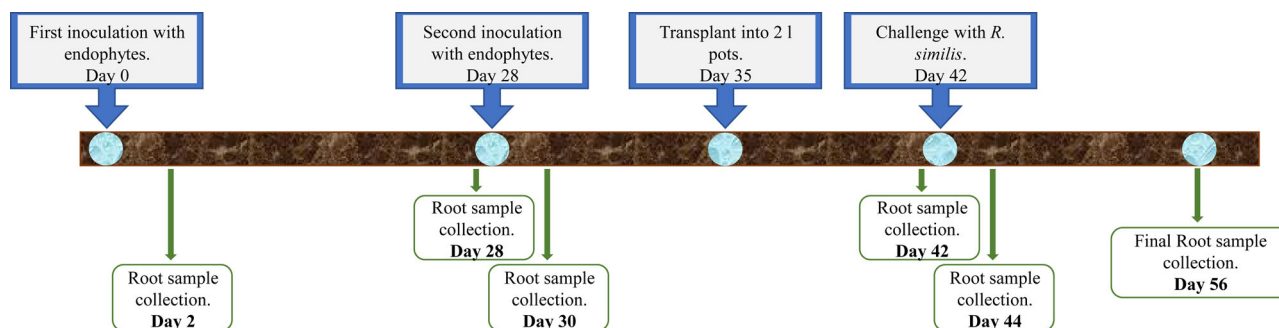 First inoculation with
endophytes.
Day 0
Second inoculation
with endophytes.
Day 28
Transplant into 2 l
pots.
Day 35
Challenge with R.
similis.
Day 42
Root sample
collection.
Day 2
Root sample
collection.
Day 28
Root sample
collection.
Day 30
Root sample
collection.
Day 42
Root sample
collection.
Day 44
Final Root sample
collection.
Day 56